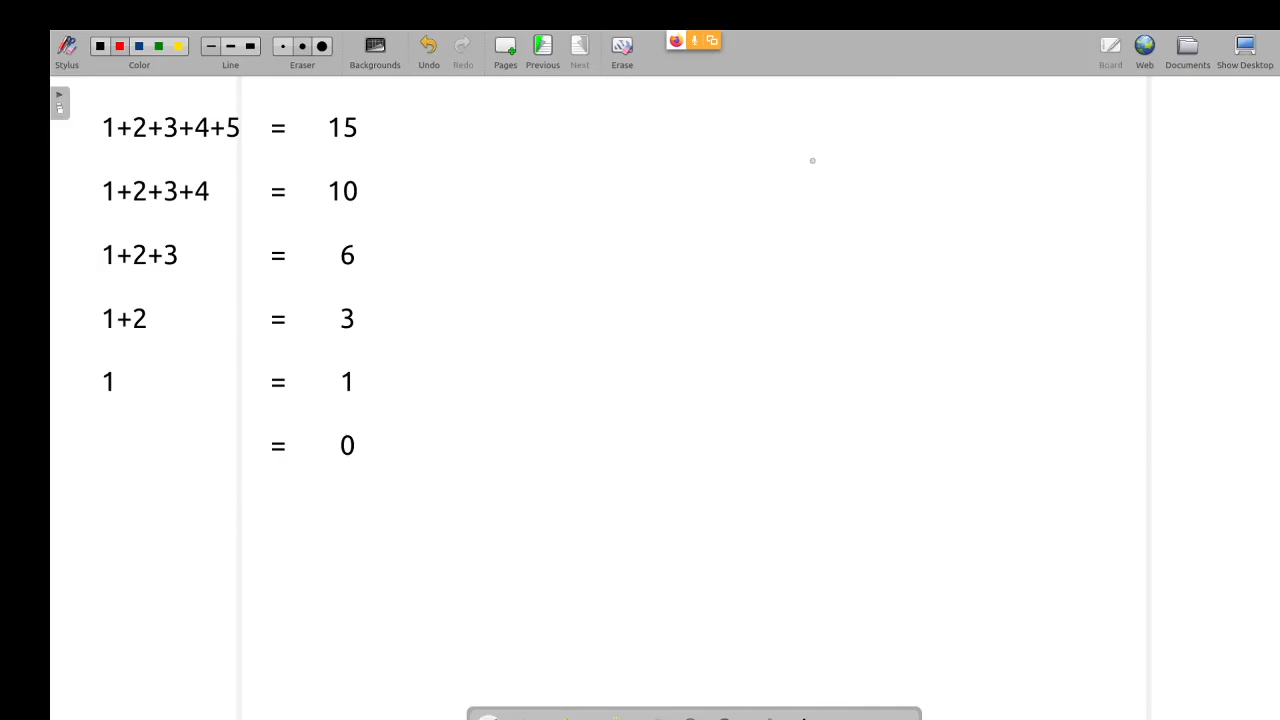 Stylus Color Line Eraser Backgrounds Undo Redo Pages Previous Next Erase Board Web Documents Show Desktop
1+2+3+4+5 = 15
1+2+3+4 = 10
1+2+3 = 6
1+2 = 3
1 = 1
= 0